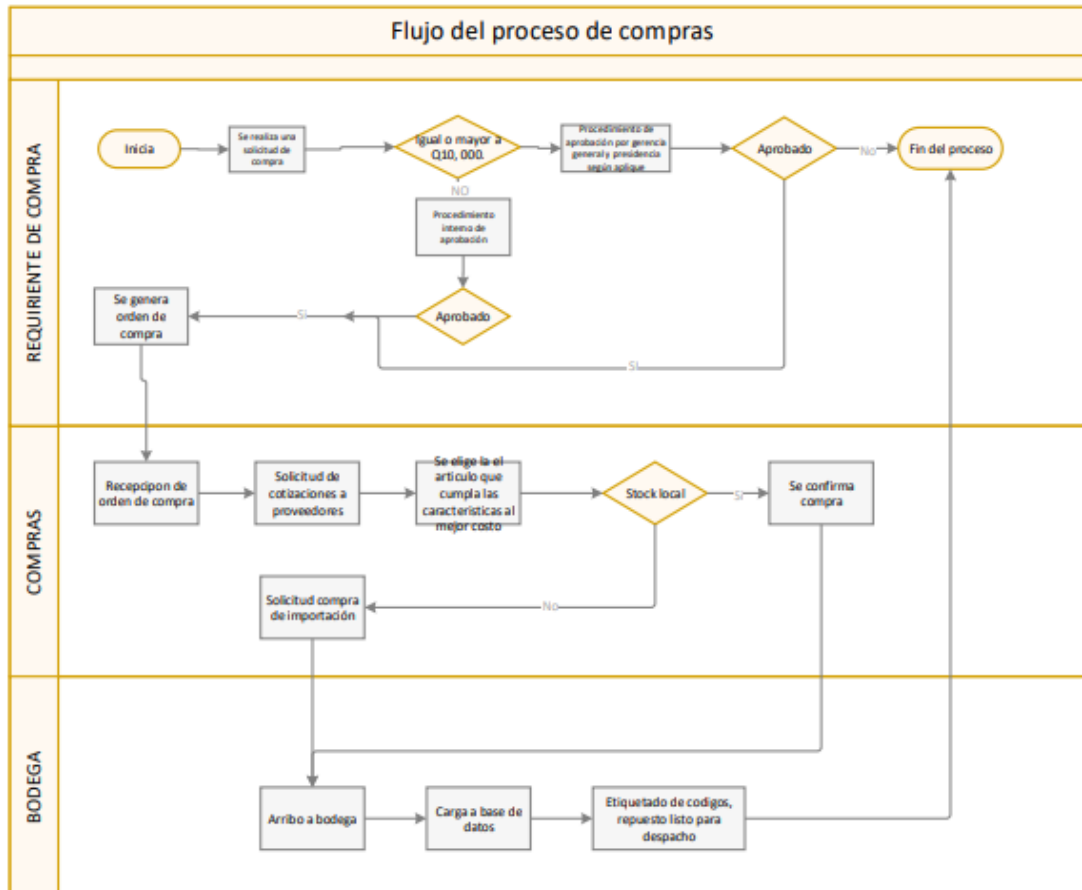 Flujo del proceso de compras
REQUIRIENTE DE COMPRA
Inicia
Se realiza una
solicitud de
compra
Igual o mayor a
Q10, 000.
Procedimiento de
aprobación por gerencia
general y presidencia
según aplique
Aprobado
No
Fin del proceso
NO
Procedimiento
interno de
aprobación
Aprobado
Si
Se genera
orden de
compra
Si
COMPRAS
Recepcipon de
orden de compra
Solicitud de
cotizaciones a
proveedores
Se elige la el
articulo que
cumpla las
caracteristicas al
mejor costo
Stock local
Si
Se confirma
compra
No
Solicitud compra
de importación
BODEGA
Arribo a bodega
Carga a base de
datos
Etiquetado de codigos,
repuesto listo para
despacho